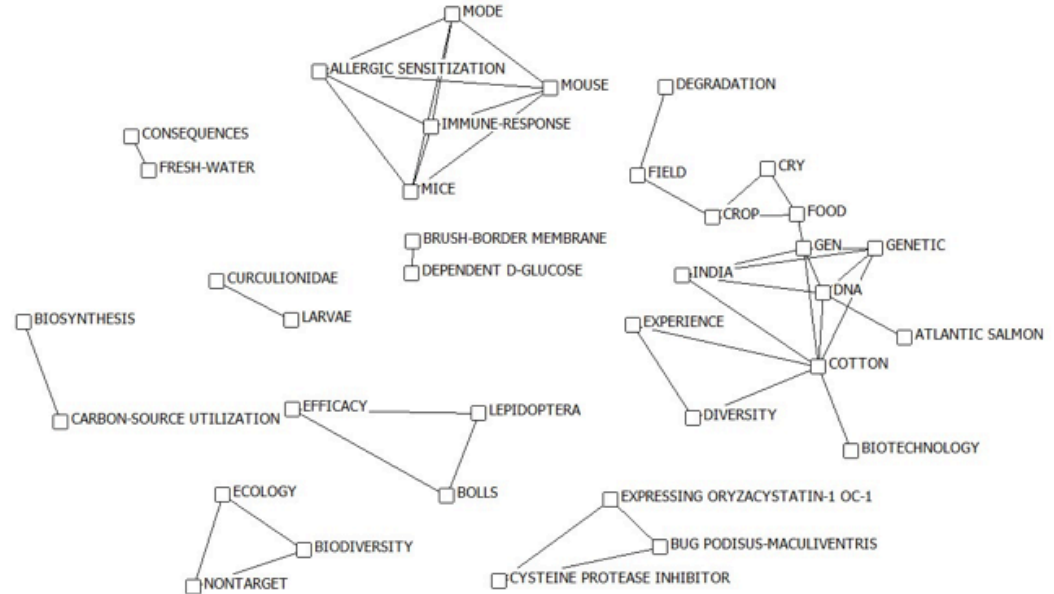 MODE
ALLERGIC SENSITIZATION
MOUSE
DEGRADATION
IMMUNE-RESPONSE
CONSEQUENCES
FRESH-WATER
CRY
FIELD
MICE
CROP
FOOD
BRUSH-BORDER MEMBRANE
GEN
GENETIC
DEPENDENT D-GLUCOSE
INDIA
CURCULIONIDAE
DNA
LARVAE
BIOSYNTHESIS
EXPERIENCE
ATLANTIC SALMON
COTTON
EFFICACY
LEPIDOPTERA
CARBON-SOURCE UTILIZATION
DIVERSITY
BIOTECHNOLOGY
ECOLOGY
BOLLS
EXPRESSING ORYZACYSTATIN-1 OC-1
BIODIVERSITY
BUG PODISUS-MACULIVENTRIS
NONTARGET
CYSTEINE PROTEASE INHIBITOR